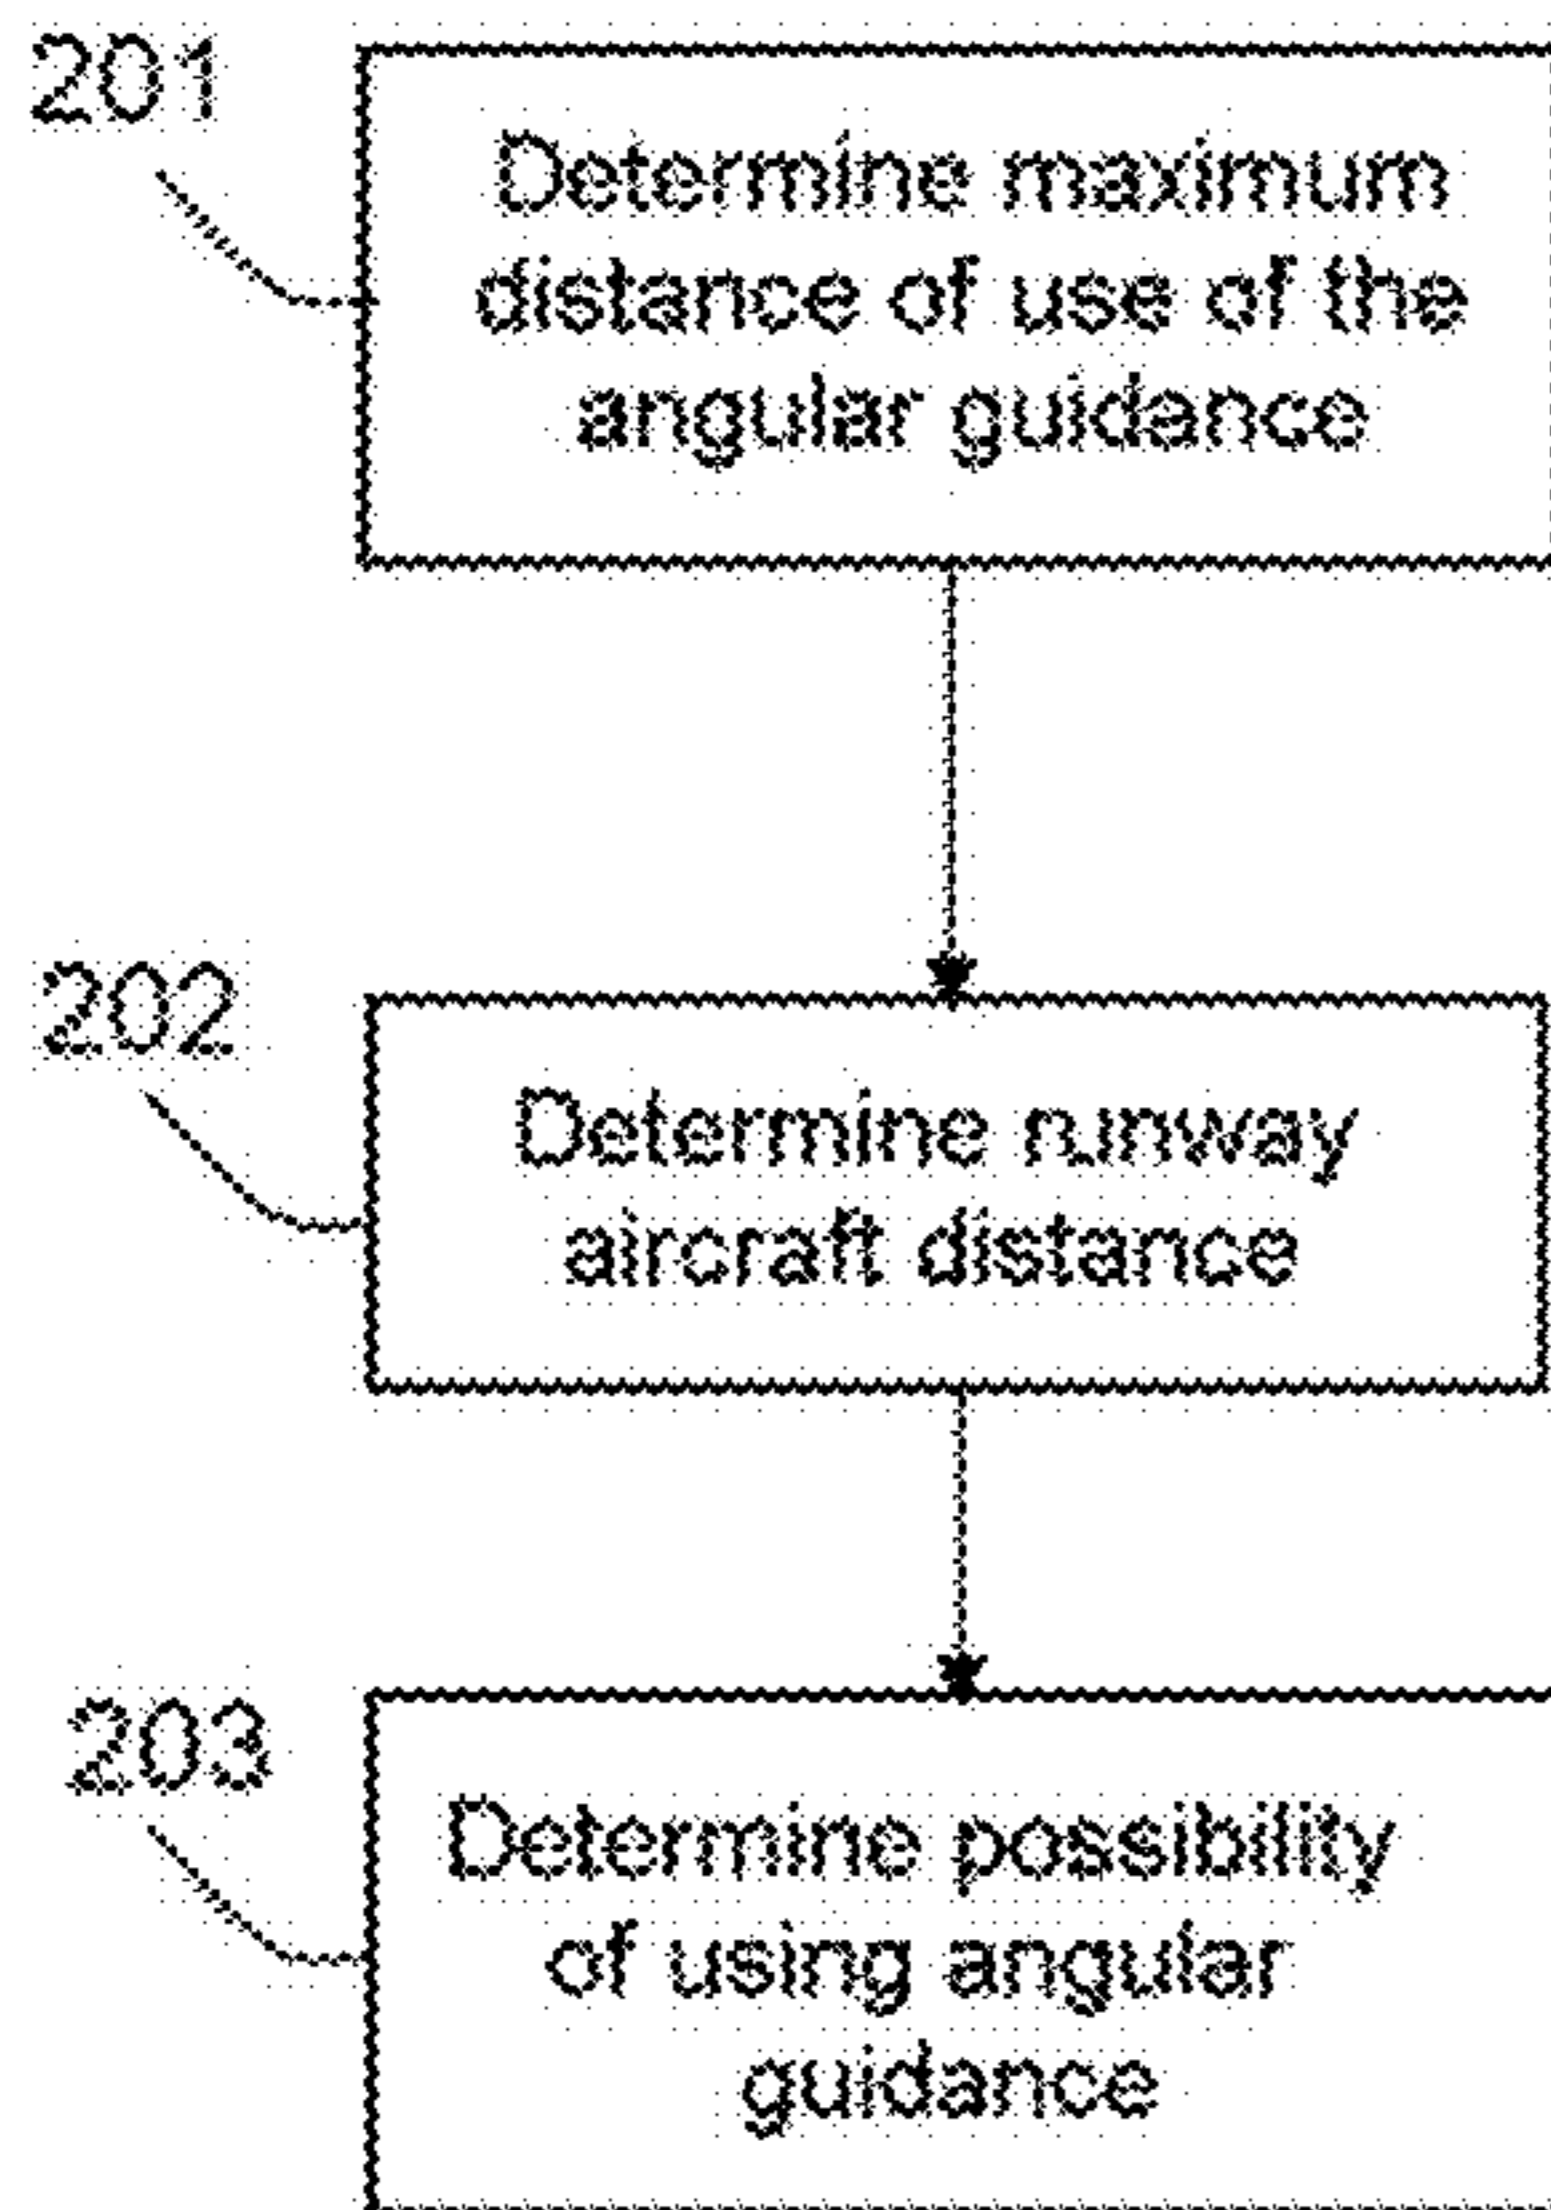 201
Determine maximum
distance of use of the
angular guidance
202
Determine runway
aircraft distance
203
Determine possibility
of using angular
guidance